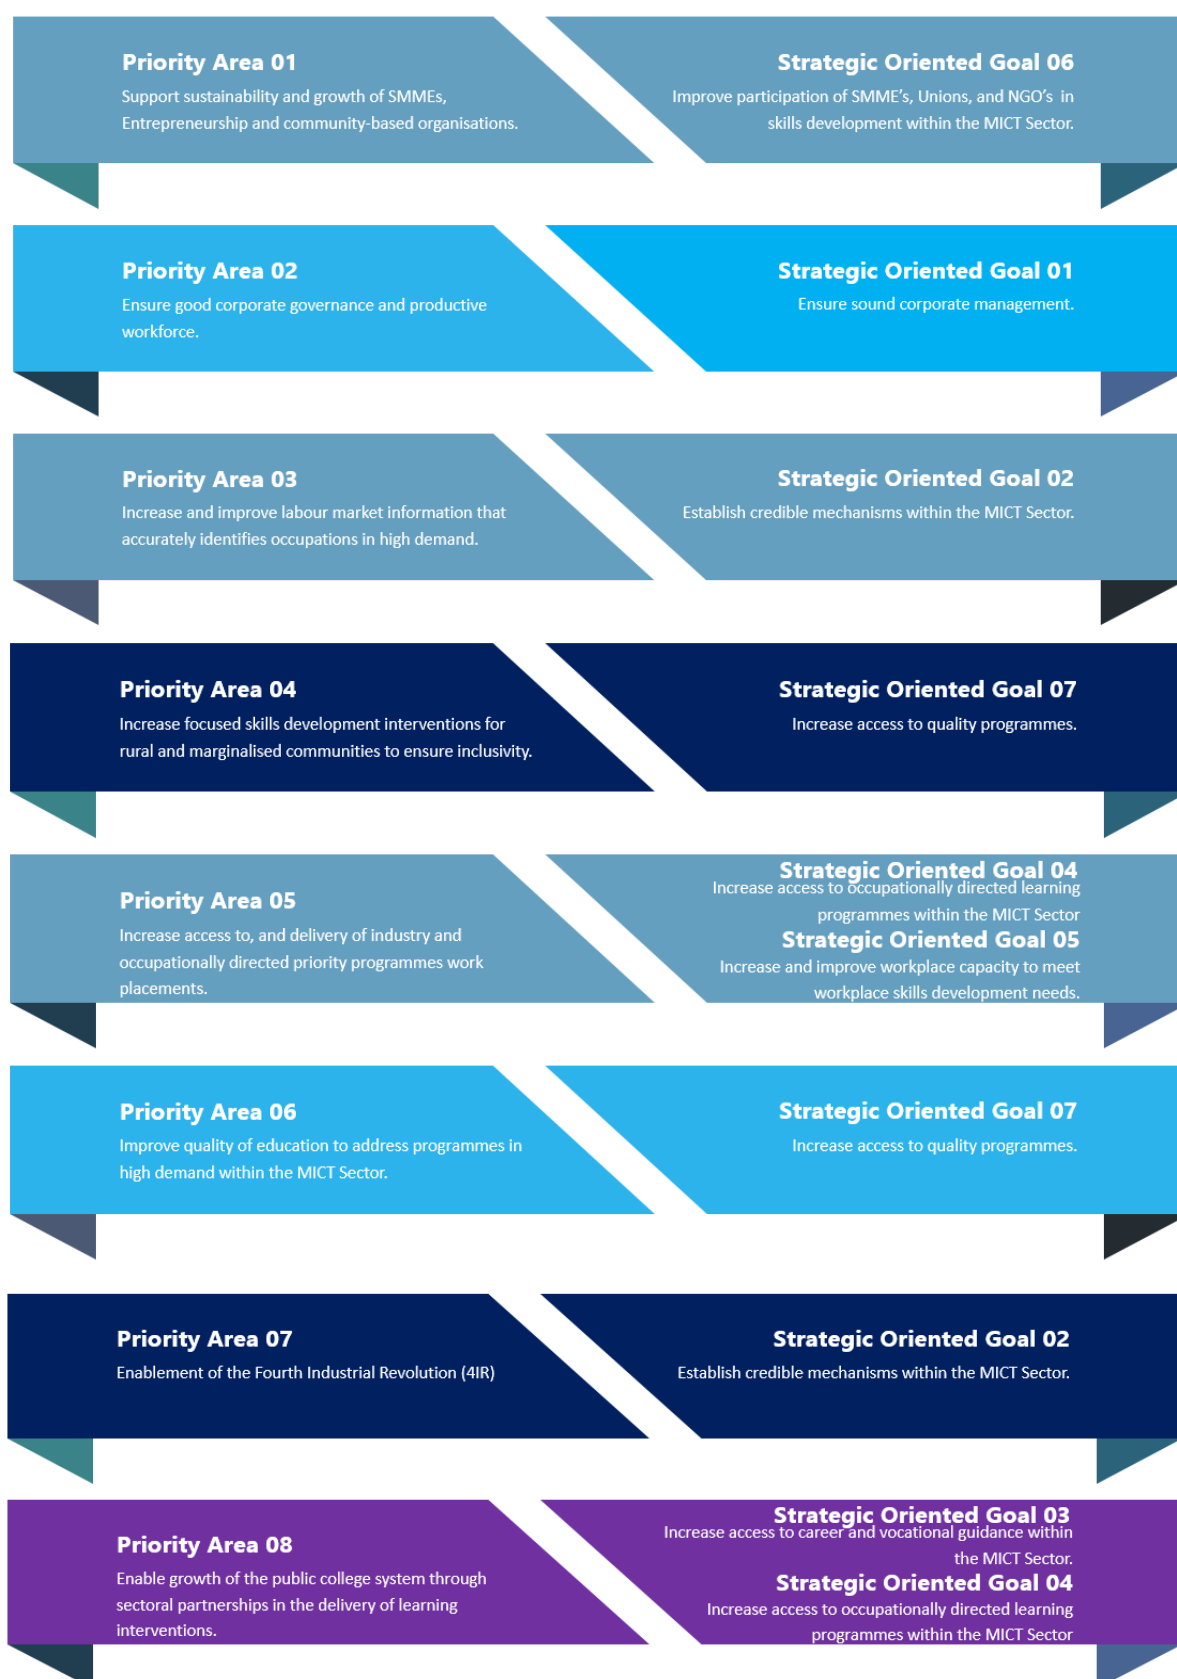 Priority Area 01
Support sustainability and growth of SMMEs,
Entrepreneurship and community-based organisations.
Strategic Oriented Goal 06
Improve participation of SMME’s, Unions, and NGO’s in
skills development within the MICT Sector.
Priority Area 02
Ensure good corporate governance and productive
workforce.
Strategic Oriented Goal 01
Ensure sound corporate management.
Priority Area 03
Increase and improve labour market information that
accurately identifies occupations in high demand.
Strategic Oriented Goal 02
Establish credible mechanisms within the MICT Sector.
Priority Area 04
Increase focused skills development interventions for
rural and marginalised communities to ensure inclusivity.
Strategic Oriented Goal 07
Increase access to quality programmes.
Priority Area 05
Increase access to, and delivery of industry and
occupationally directed priority programmes work
placements.
Strategic Oriented Goal 04
Increase access to occupationally directed learning
programmes within the MICT Sector
Strategic Oriented Goal 05
Increase and improve workplace capacity to meet
workplace skills development needs.
Priority Area 06
Improve quality of education to address programmes in
high demand within the MICT Sector.
Strategic Oriented Goal 07
Increase access to quality programmes.
Priority Area 07
Enablement of the Fourth Industrial Revolution (4IR)
Strategic Oriented Goal 02
Establish credible mechanisms within the MICT Sector.
Priority Area 08
Enable growth of the public college system through
sectoral partnerships in the delivery of learning
interventions.
Strategic Oriented Goal 03
Increase access to career and vocational guidance within
the MICT Sector.
Strategic Oriented Goal 04
Increase access to occupationally directed learning
programmes within the MICT Sector